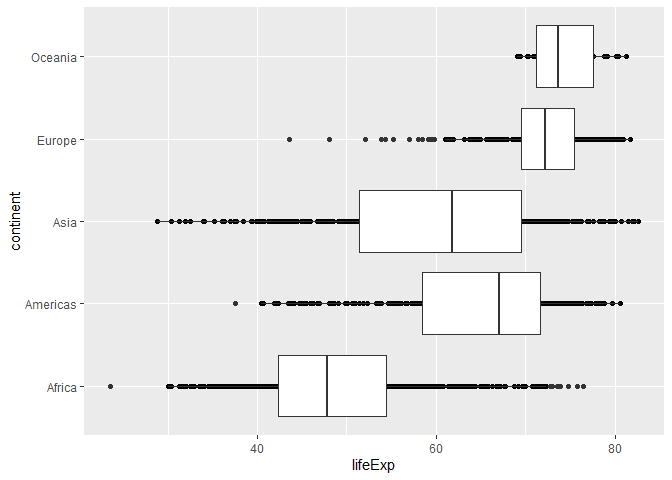 Oceania
Europe
Asia
Americas
Africa
continent
40 60 80
lifeExp